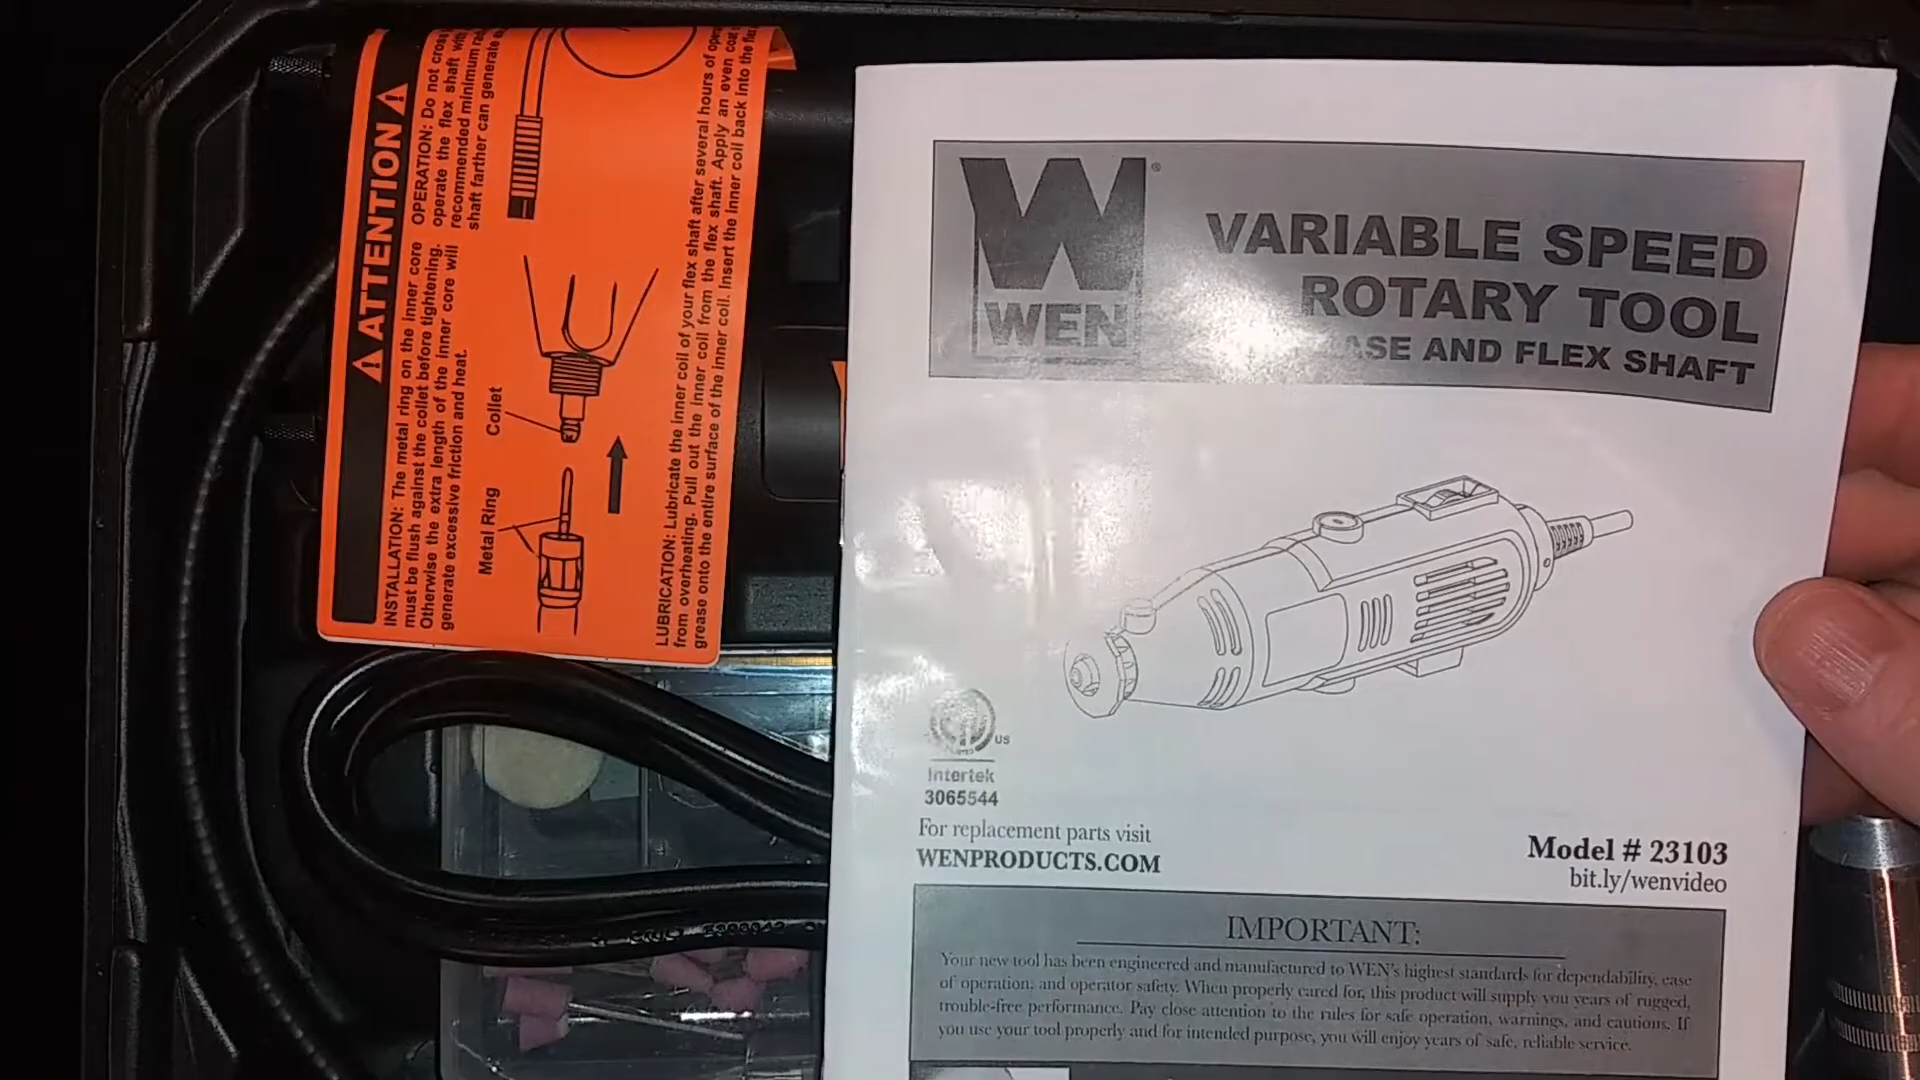 ⚠ ATTENTION ⚠
INSTALLATION: The metal ring on the inner core
must be flush against the collet before tightening.
Otherwise the extra length of the inner core will
generate excessive friction and heat.
OPERATION: Do not cross
operate the flex shaft with
recommended minimum
shaft farther can generate
Collet
Metal Ring
LUBRICATION: Lubricate the inner coil of your flex shaft after several hours of
from overheating. Pull out the inner coil from the flex shaft. Apply an even coat
grease onto the entire surface of the inner coil. Insert the inner coil back into the
W®
WEN
VARIABLE SPEED
ROTARY TOOL
AND FLEX SHAFT
US
Intertek
3065544
For replacement parts visit
WENPRODUCTS.COM
Model # 23103
bit.ly/wenvideo
IMPORTANT:
Your new tool has been engineered and manufactured to WEN's highest standards for dependability, ease
of operation, and operator safety. When properly cared for, this product will supply you years of rugged,
trouble-free performance. Pay close attention to the rules for safe operation, warnings, and cautions. If
you use your tool properly and for intended purpose, you will enjoy years of safe, reliable service.